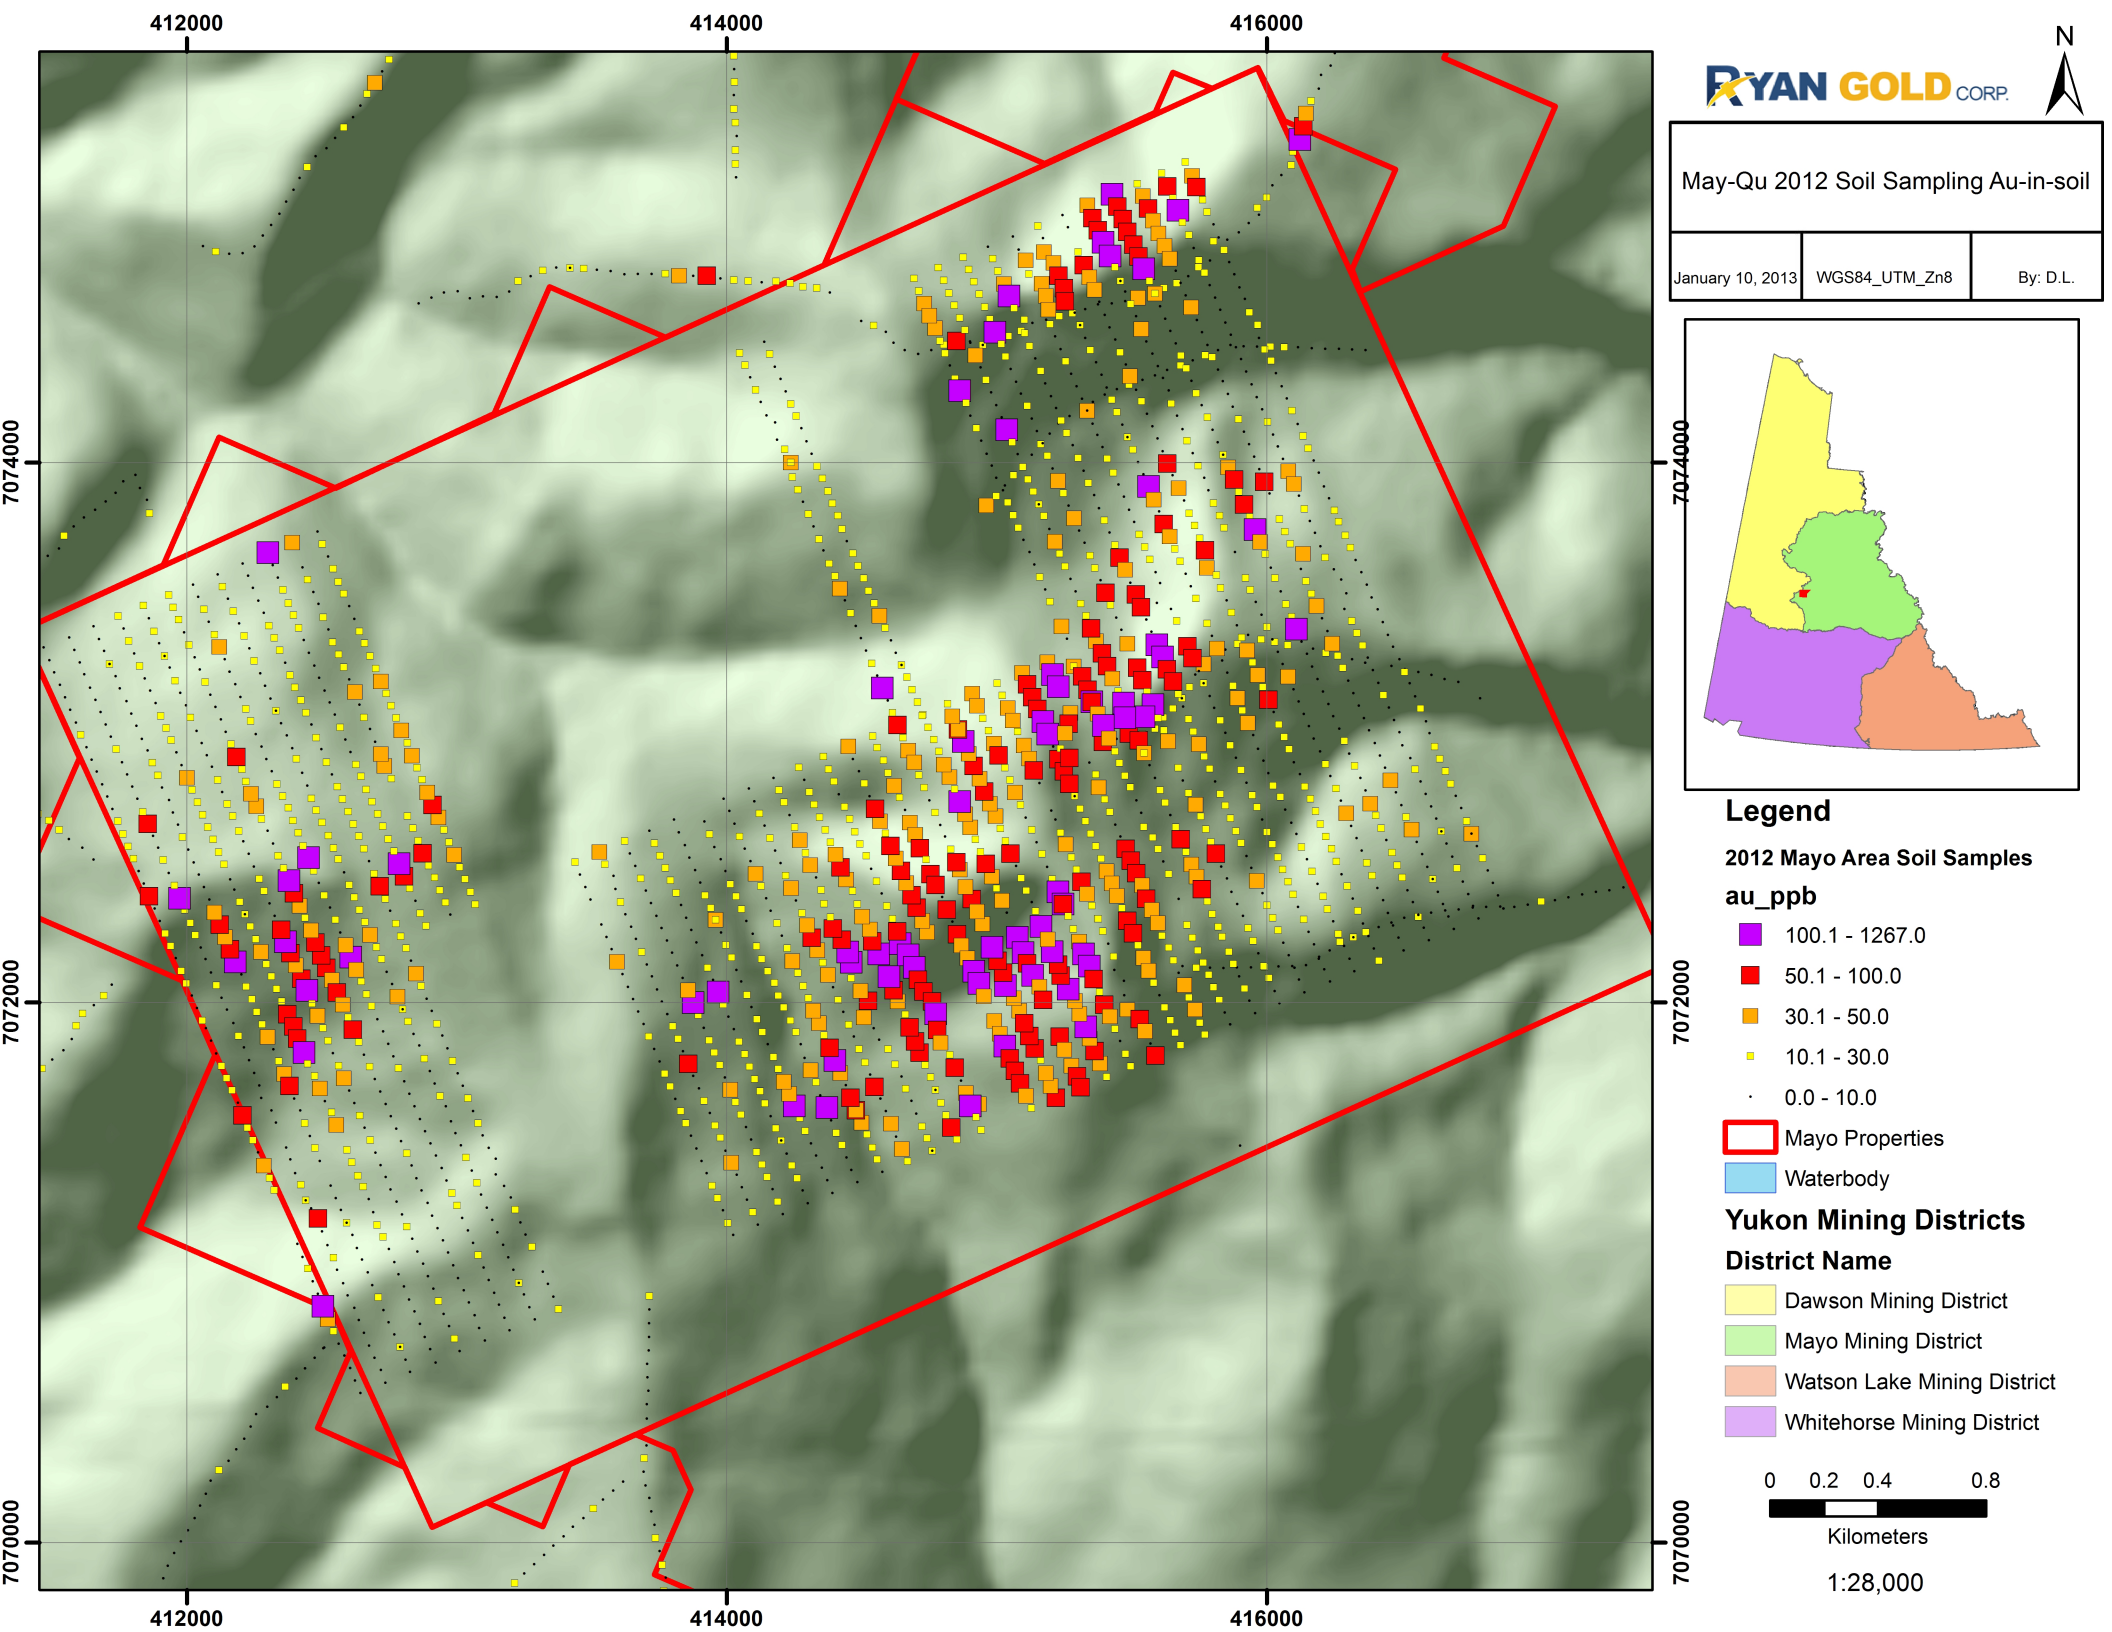 412000
414000
416000
N
RYAN GOLD CORP.
May-Qu 2012 Soil Sampling Au-in-soil
January 10, 2013
WGS84_UTM_Zn8
By: D.L.
7074000
7074000
7072000
7072000
7070000
7070000
Legend
2012 Mayo Area Soil Samples
au_ppb
100.1 - 1267.0
50.1 - 100.0
30.1 - 50.0
10.1 - 30.0
0.0 - 10.0
Mayo Properties
Waterbody
Yukon Mining Districts
District Name
Dawson Mining District
Mayo Mining District
Watson Lake Mining District
Whitehorse Mining District
0 0.2 0.4 0.8
Kilometers
1:28,000
412000
414000
416000